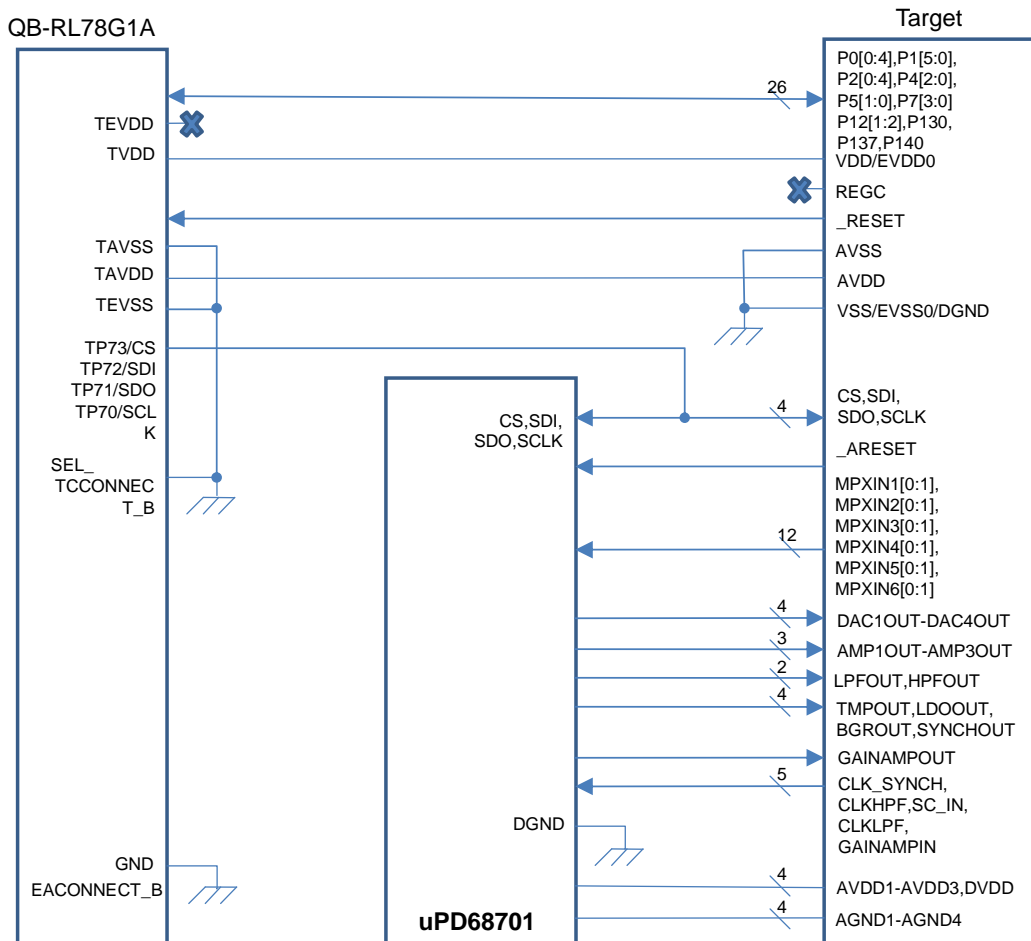 QB-RL78G1A
Target
TEVDD
TVDD
TAVSS
TAVDD
TEVSS
TP73/CS
TP72/SDI
TP71/SDO
TP70/SCL
K
SEL_
TCCONNEC
T_B
GND
EACONNECT_B
CS,SDI,
SDO,SCLK
DGND
uPD68701
26
4
12
4
3
2
4
5
4
4
P0[0:4],P1[5:0],
P2[0:4],P4[2:0],
P5[1:0],P7[3:0]
P12[1:2],P130,
P137,P140
VDD/EVDD0
REGC
_RESET
AVSS
AVDD
VSS/EVSS0/DGND
CS,SDI,
SDO,SCLK
_ARESET
MPXIN1[0:1],
MPXIN2[0:1],
MPXIN3[0:1],
MPXIN4[0:1],
MPXIN5[0:1],
MPXIN6[0:1]
DAC1OUT-DAC4OUT
AMP1OUT-AMP3OUT
LPFOUT,HPFOUT
TMPOUT,LDOOUT,
BGROUT,SYNCHOUT
GAINAMPOUT
CLK_SYNCH,
CLKHPF,SC_IN,
CLKLPF,
GAINAMPIN
AVDD1-AVDD3,DVDD
AGND1-AGND4